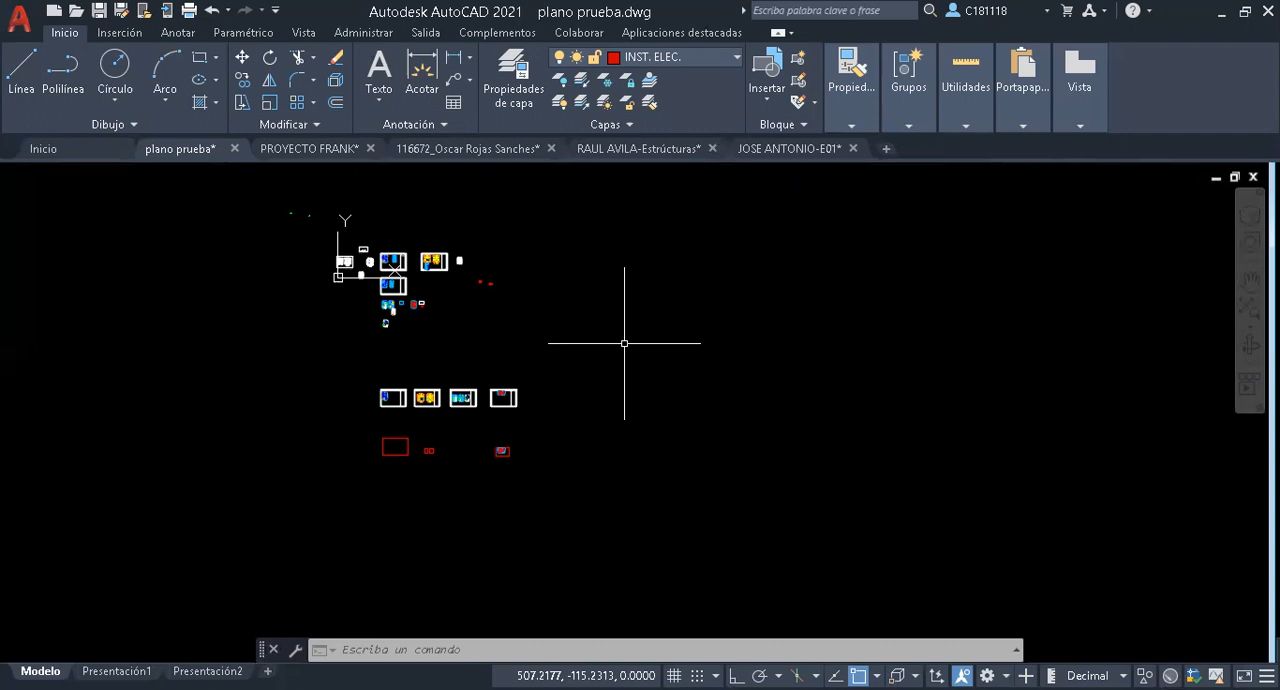 Autodesk AutoCAD 2021 plano prueba.dwg
Escriba palabra clave o frase
C181118
Inicio Inserción Anotar Paramétrico Vista Administrar Salida Complementos Colaborar Aplicaciones destacadas
INST. ELEC.
Línea Polilínea Círculo Arco
Texto Acotar
Propiedades
de capa
Insertar
Propied... Grupos Utilidades Portapap... Vista
Dibujo Modificar Anotación Capas Bloque
Inicio plano prueba* PROYECTO FRANK* 116672_Oscar Rojas Sanches* RAUL AVILA-Estrúcturas* JOSE ANTONIO-E01*
Y
X
Escriba un comando
Modelo Presentación1 Presentación2
507.2177, -115.2313, 0.0000
Decimal